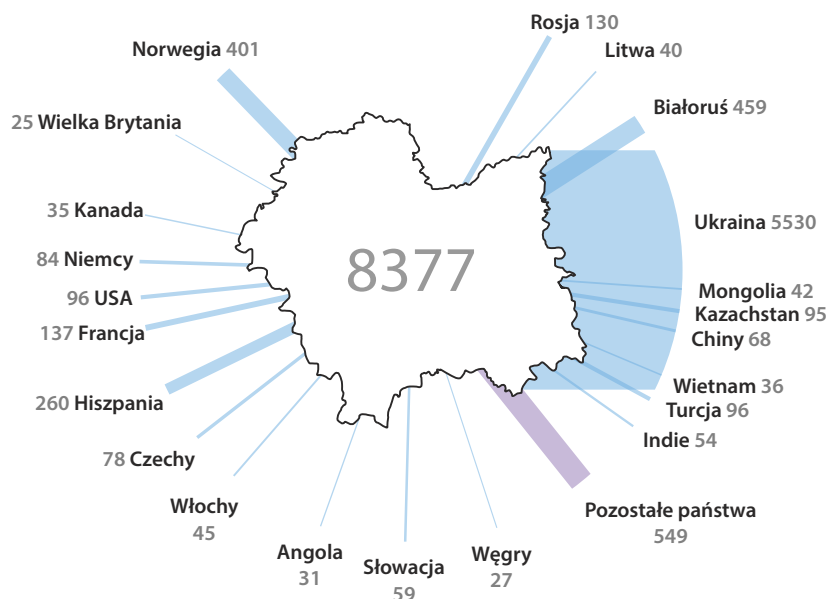 Rosja 130
Norwegia 401
Litwa 40
Białoruś 459
25 Wielka Brytania
35 Kanada
Ukraina 5530
84 Niemcy
8377
96 USA
Mongolia 42
Kazachstan 95
137 Francja
Chiny 68
Wietnam 36
260 Hiszpania
Turcja 96
Indie 54
78 Czechy
Włochy
45
Pozostałe państwa
549
Angola
31
Słowacja
59
Węgry
27